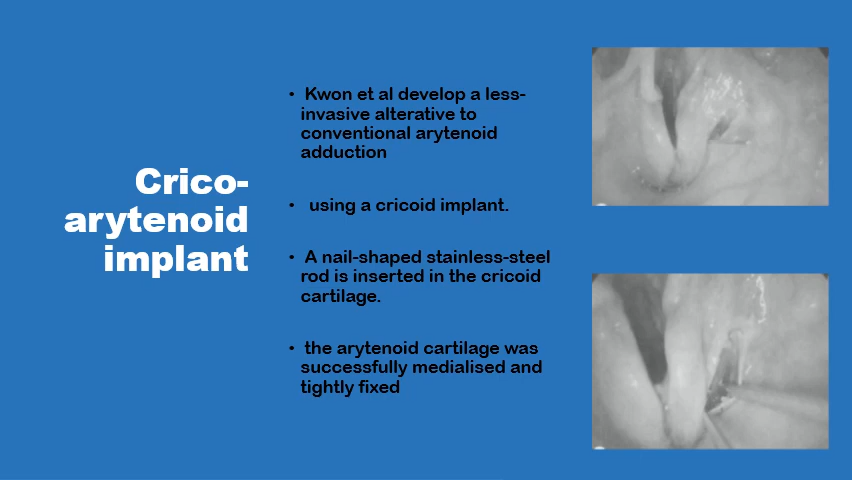 Crico-
arytenoid
implant
• Kwon et al develop a less-
invasive alterative to
conventional arytenoid
adduction
• using a cricoid implant.
• A nail-shaped stainless-steel
rod is inserted in the cricoid
cartilage.
• the arytenoid cartilage was
successfully medialised and
tightly fixed